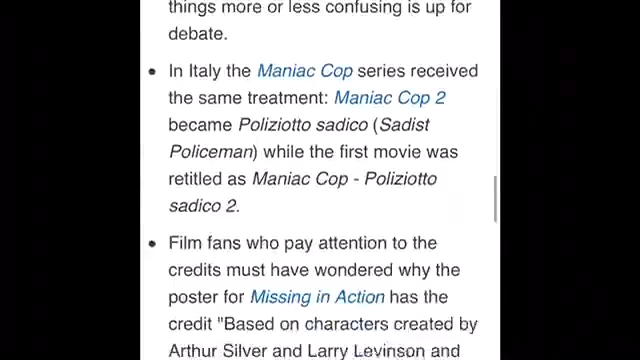 things more or less confusing is up for
debate.
• In Italy the Maniac Cop series received
the same treatment: Maniac Cop 2
became Poliziotto sadico (Sadist
Policeman) while the first movie was
retitled as Maniac Cop - Poliziotto
sadico 2.
• Film fans who pay attention to the
credits must have wondered why the
poster for Missing in Action has the
credit "Based on characters created by
Arthur Silver and Larry Levinson and